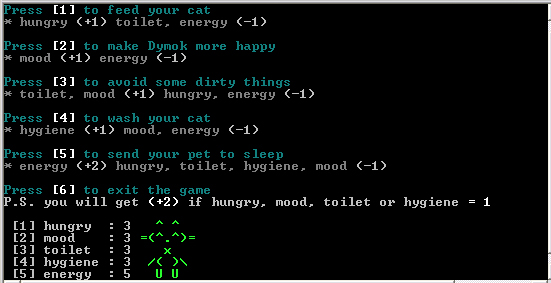 Press [1] to feed your cat
* hungry (+1) toilet, energy (-1)
Press [2] to make Dymok more happy
* mood (+1) energy (-1)
Press [3] to avoid some dirty things
* toilet, mood (+1) hungry, energy (-1)
Press [4] to wash your cat
* hygiene (+1) mood, energy (-1)
Press [5] to send your pet to sleep
* energy (+2) hungry, toilet, hygiene, mood (-1)
Press [6] to exit the game
P.S. you will get (+2) if hungry, mood, toilet or hygiene = 1
[1] hungry : 3 ^ ^
[2] mood : 3 =(^.^)=
[3] toilet : 3 x
[4] hygiene : 3 /( )\
[5] energy : 5 U U